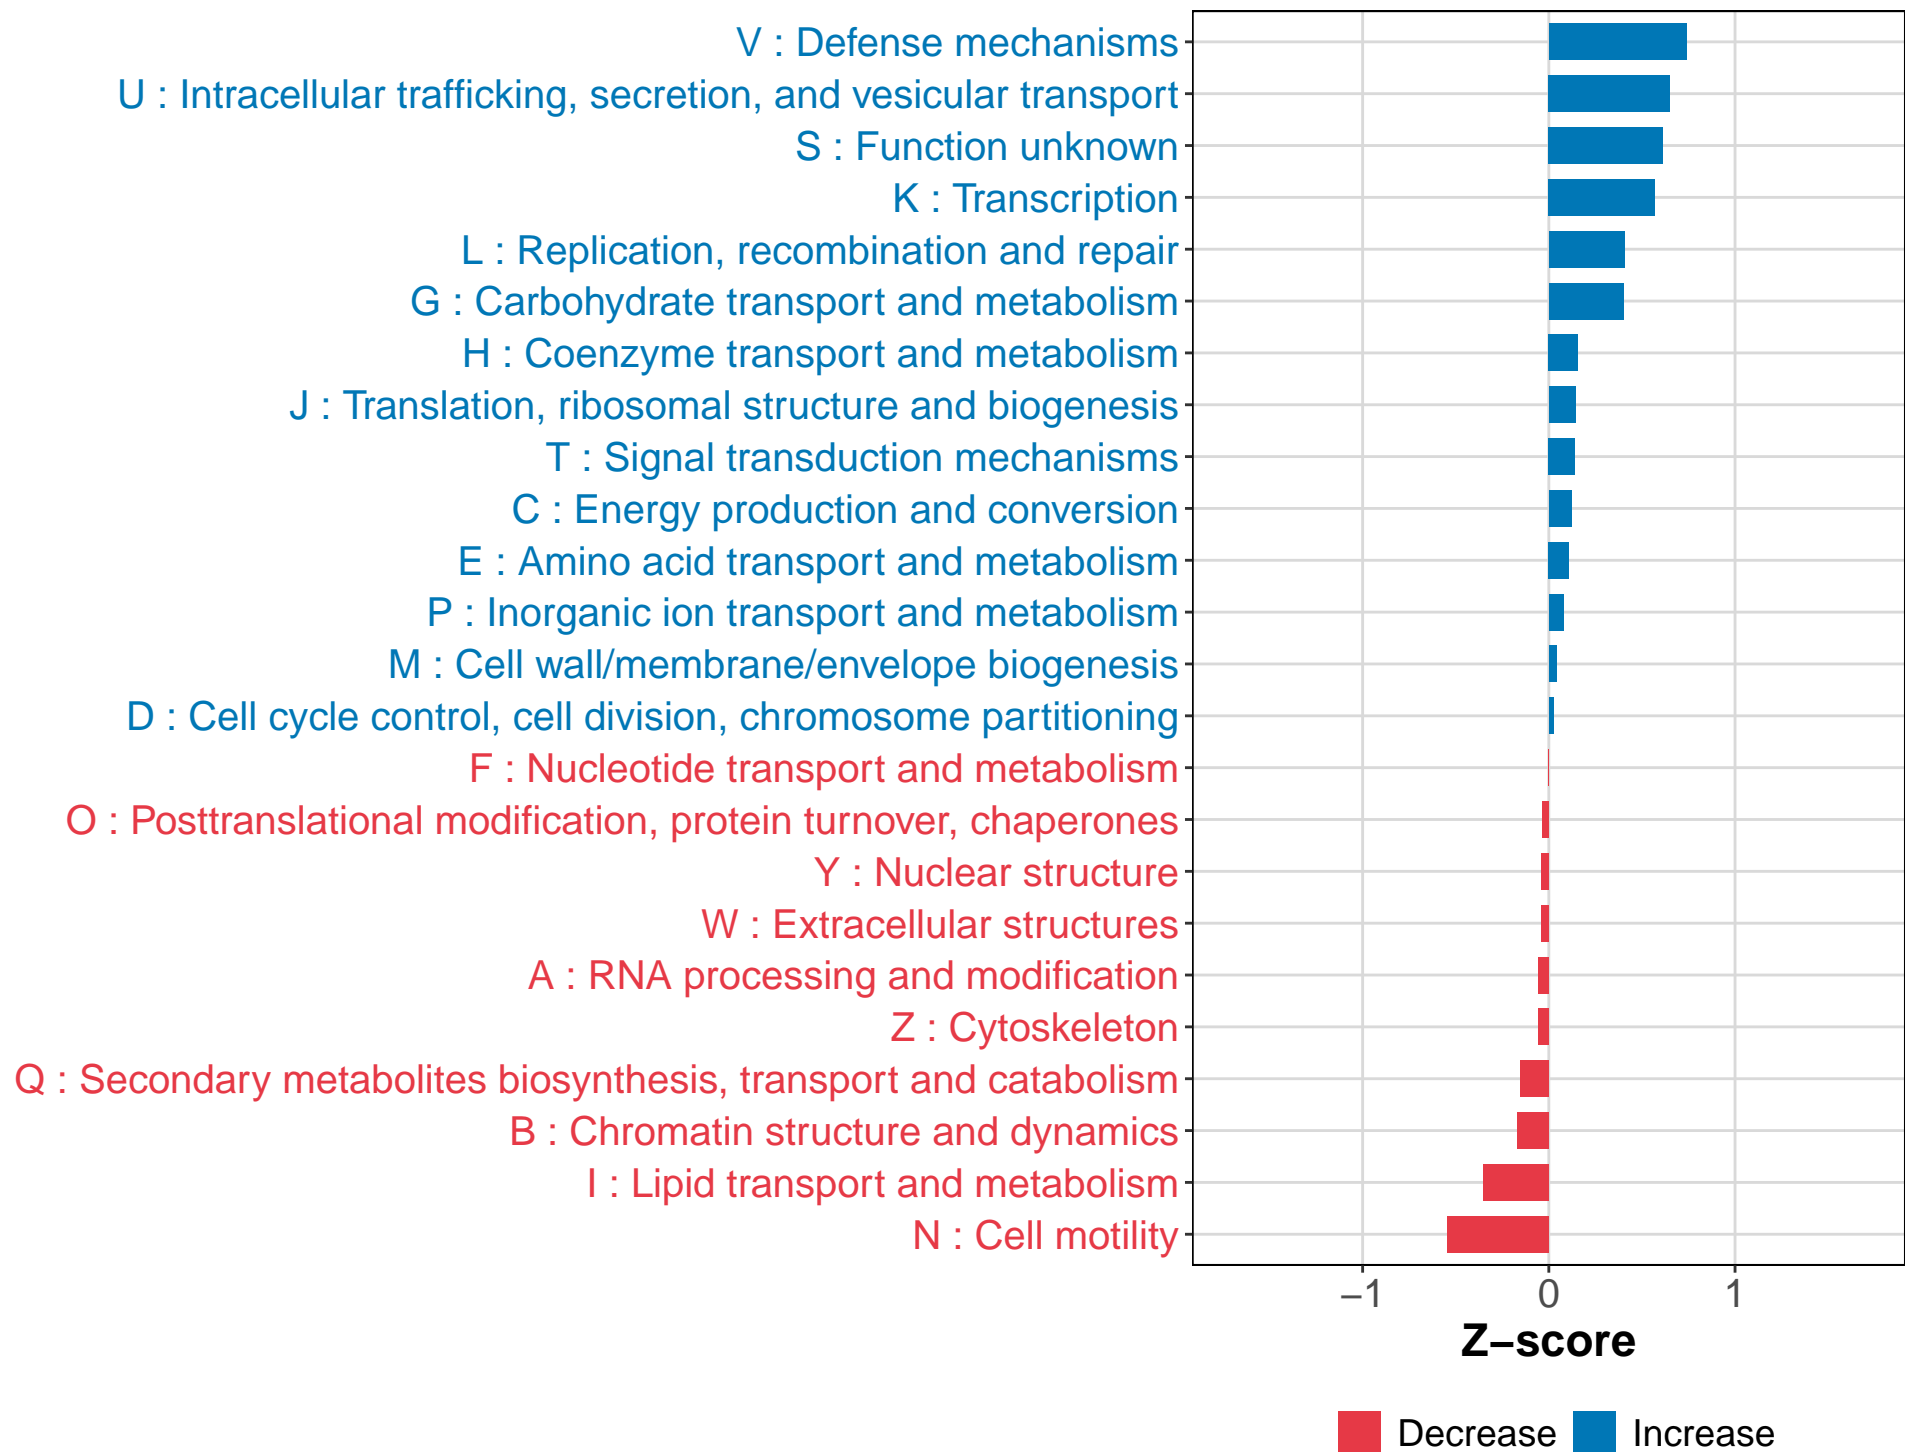 V : Defense mechanisms
U : Intracellular trafficking, secretion, and vesicular transport
S : Function unknown
K : Transcription
L : Replication, recombination and repair
G : Carbohydrate transport and metabolism
H : Coenzyme transport and metabolism
J : Translation, ribosomal structure and biogenesis
T : Signal transduction mechanisms
C : Energy production and conversion
E : Amino acid transport and metabolism
P : Inorganic ion transport and metabolism
M : Cell wall/membrane/envelope biogenesis
D : Cell cycle control, cell division, chromosome partitioning
F : Nucleotide transport and metabolism
O : Posttranslational modification, protein turnover, chaperones
Y : Nuclear structure
W : Extracellular structures
A : RNA processing and modification
Z : Cytoskeleton
Q : Secondary metabolites biosynthesis, transport and catabolism
B : Chromatin structure and dynamics
I : Lipid transport and metabolism
N : Cell motility
−1 0 1
Z−score
Decrease Increase